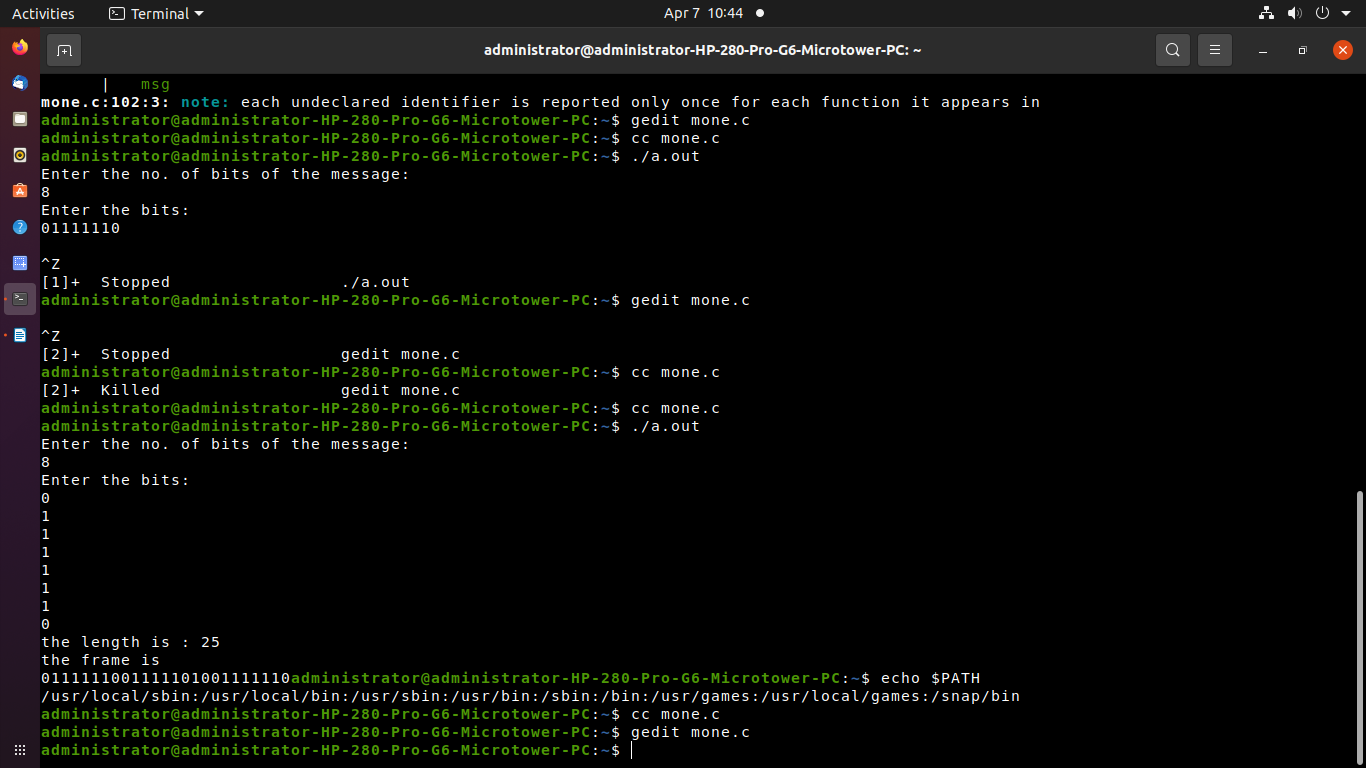 Activities Terminal Apr 7 10:44
administrator@administrator-HP-280-Pro-G6-Microtower-PC: ~
| msg
mone.c:102:3: note: each undeclared identifier is reported only once for each function it appears in
administrator@administrator-HP-280-Pro-G6-Microtower-PC:~$ gedit mone.c
administrator@administrator-HP-280-Pro-G6-Microtower-PC:~$ cc mone.c
administrator@administrator-HP-280-Pro-G6-Microtower-PC:~$ ./a.out
Enter the no. of bits of the message:
8
Enter the bits:
01111110
^Z
[1]+  Stopped                 ./a.out
administrator@administrator-HP-280-Pro-G6-Microtower-PC:~$ gedit mone.c
^Z
[2]+  Stopped                 gedit mone.c
administrator@administrator-HP-280-Pro-G6-Microtower-PC:~$ cc mone.c
[2]+  Killed                  gedit mone.c
administrator@administrator-HP-280-Pro-G6-Microtower-PC:~$ cc mone.c
administrator@administrator-HP-280-Pro-G6-Microtower-PC:~$ ./a.out
Enter the no. of bits of the message:
8
Enter the bits:
0
1
1
1
1
1
1
0
the length is : 25
the frame is
0111111001111101001111110administrator@administrator-HP-280-Pro-G6-Microtower-PC:~$ echo $PATH
/usr/local/sbin:/usr/local/bin:/usr/sbin:/usr/bin:/sbin:/bin:/usr/games:/usr/local/games:/snap/bin
administrator@administrator-HP-280-Pro-G6-Microtower-PC:~$ cc mone.c
administrator@administrator-HP-280-Pro-G6-Microtower-PC:~$ gedit mone.c
administrator@administrator-HP-280-Pro-G6-Microtower-PC:~$